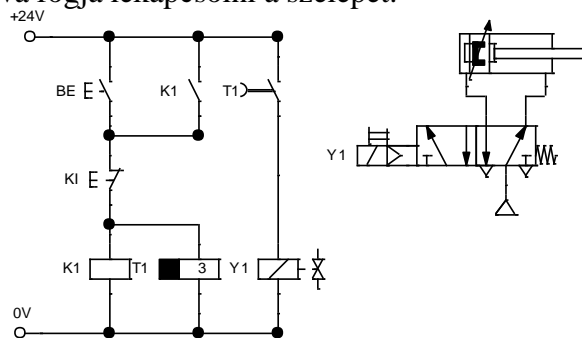 va fogja lekapcsolni a szelepet.
+24V
BE
K1
T1
Y1
KI
K1
T1
3
Y1
0V